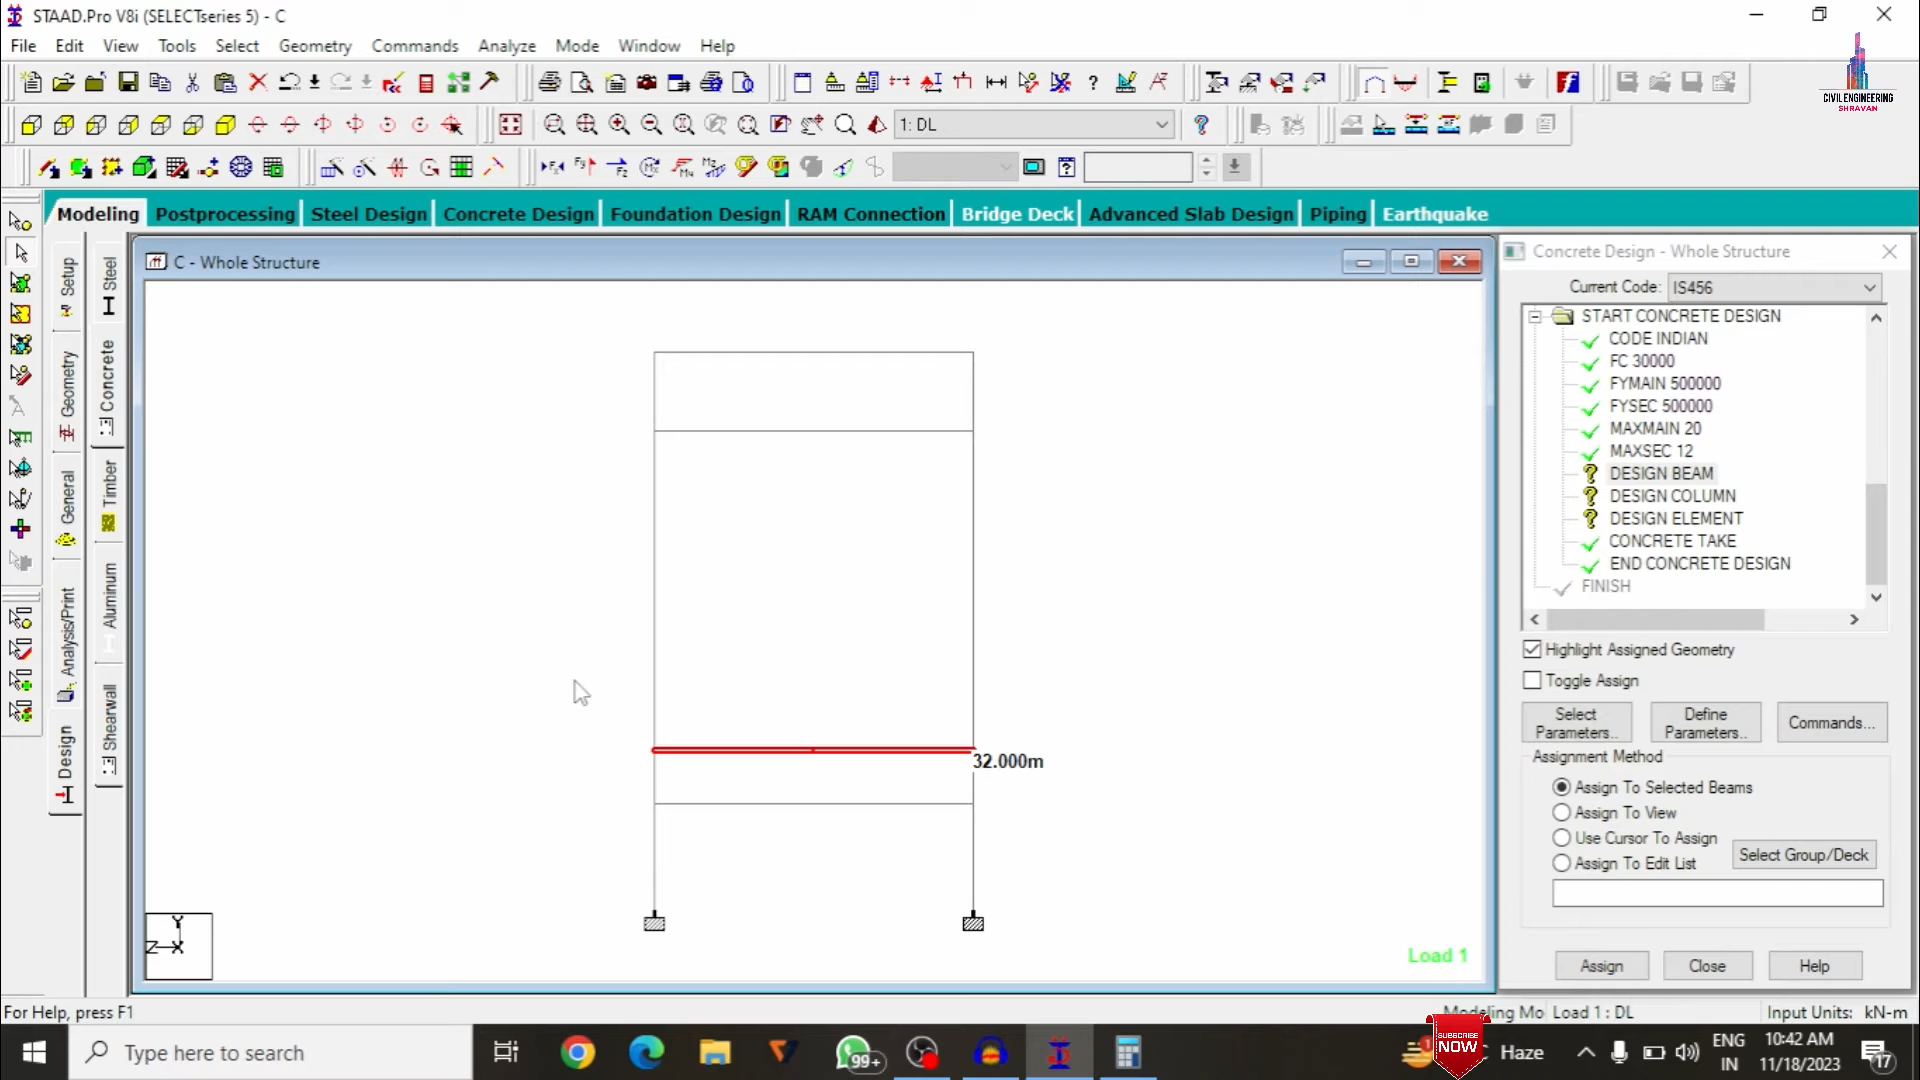 STAAD.Pro V8i (SELECTseries 5) - C
File Edit View Tools Select Geometry Commands Analyze Mode Window Help
CIVIL ENGINEERING
SHRAVAN
1: DL
Modeling Postprocessing Steel Design Concrete Design Foundation Design RAM Connection Bridge Deck Advanced Slab Design Piping Earthquake
Setup
Geometry
General
Analysis/Print
Design
Steel
Concrete
Timber
Aluminum
Shearwall
C - Whole Structure
32.000m
Y
Z X
Load 1
Concrete Design - Whole Structure
Current Code: IS456
START CONCRETE DESIGN
CODE INDIAN
FC 30000
FYMAIN 500000
FYSEC 500000
MAXMAIN 20
MAXSEC 12
DESIGN BEAM
DESIGN COLUMN
DESIGN ELEMENT
CONCRETE TAKE
END CONCRETE DESIGN
FINISH
Highlight Assigned Geometry
Toggle Assign
Select Parameters..
Define Parameters..
Commands...
Assignment Method
Assign To Selected Beams
Assign To View
Use Cursor To Assign
Assign To Edit List
Select Group/Deck
Assign Close Help
For Help, press F1
Modeling Mo Load 1 : DL Input Units: kN-m
Type here to search
99+
SUBSCRIBE
NOW
C Haze
ENG
IN
10:42 AM
11/18/2023
17